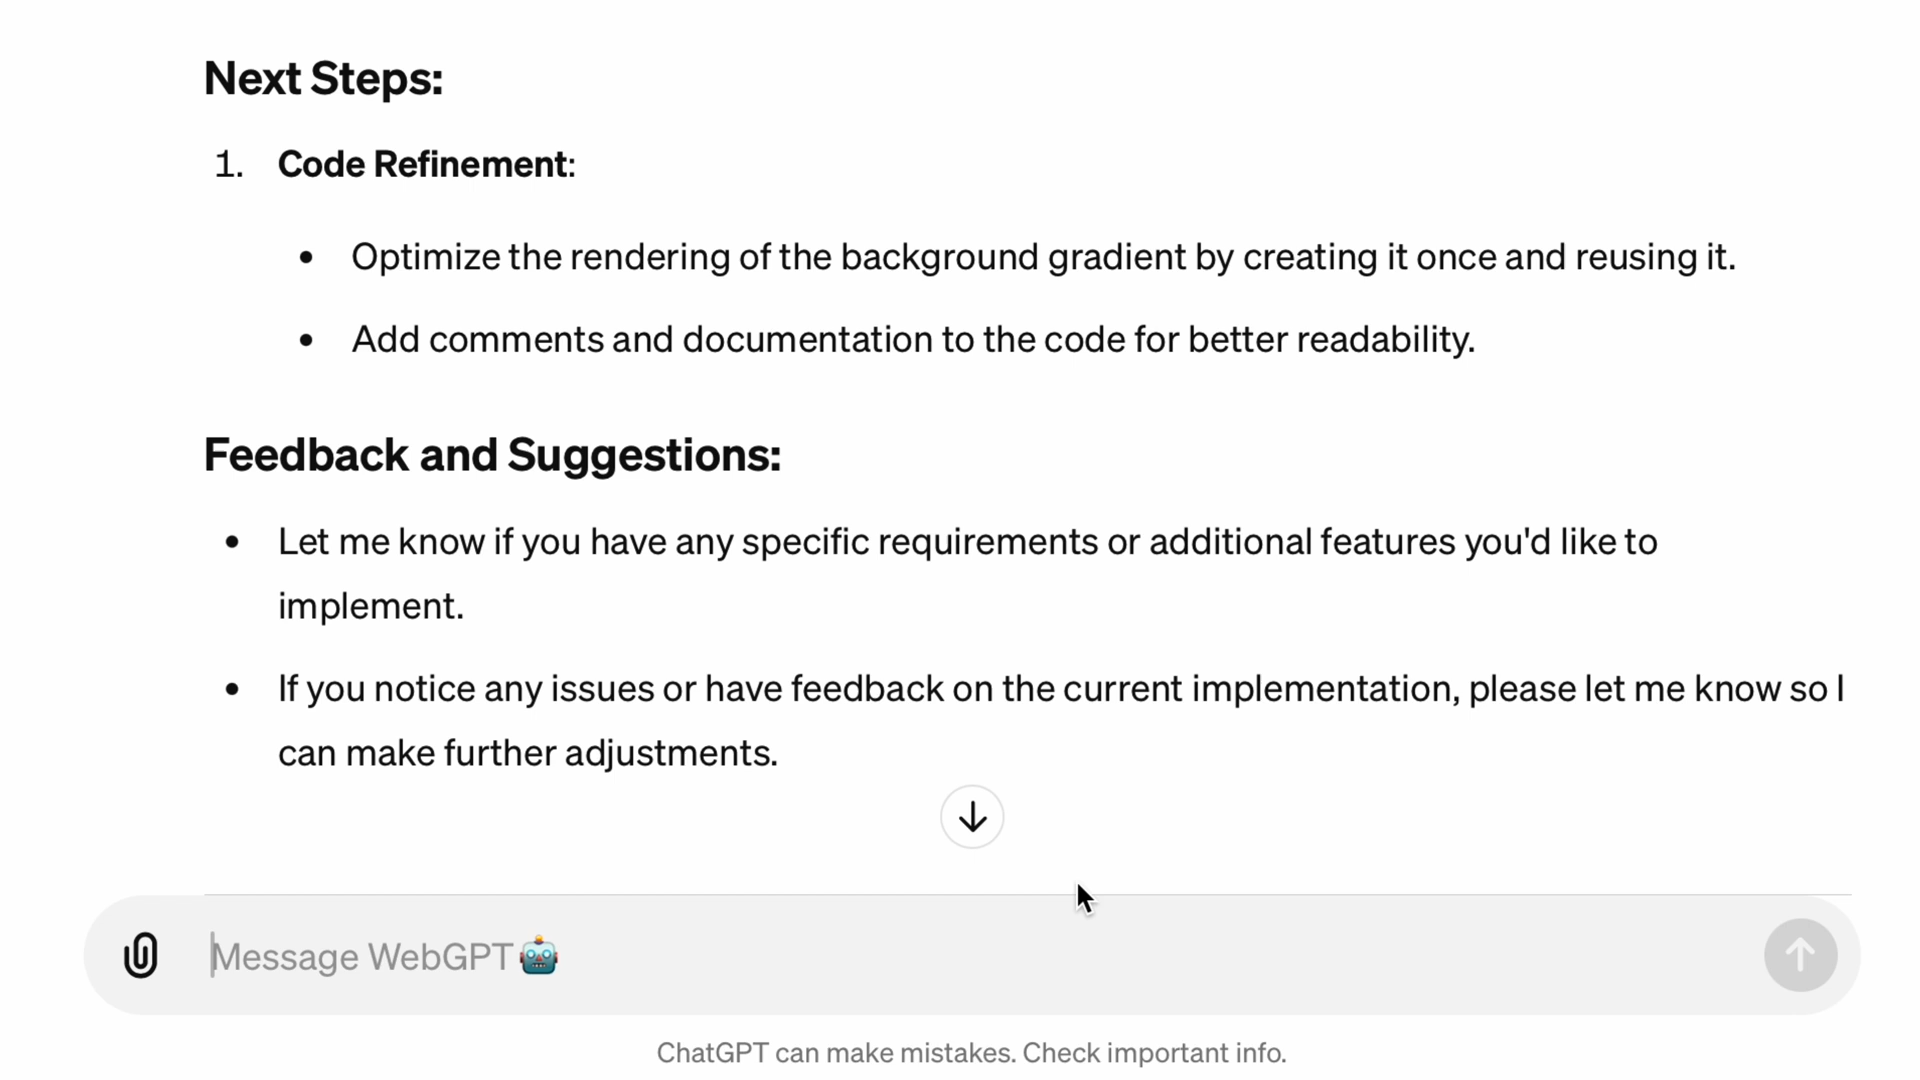 Next Steps:
1. Code Refinement:
• Optimize the rendering of the background gradient by creating it once and reusing it.
• Add comments and documentation to the code for better readability.
Feedback and Suggestions:
• Let me know if you have any specific requirements or additional features you'd like to
implement.
• If you notice any issues or have feedback on the current implementation, please let me know so I
can make further adjustments.
Message WebGPT🤖
ChatGPT can make mistakes. Check important info.